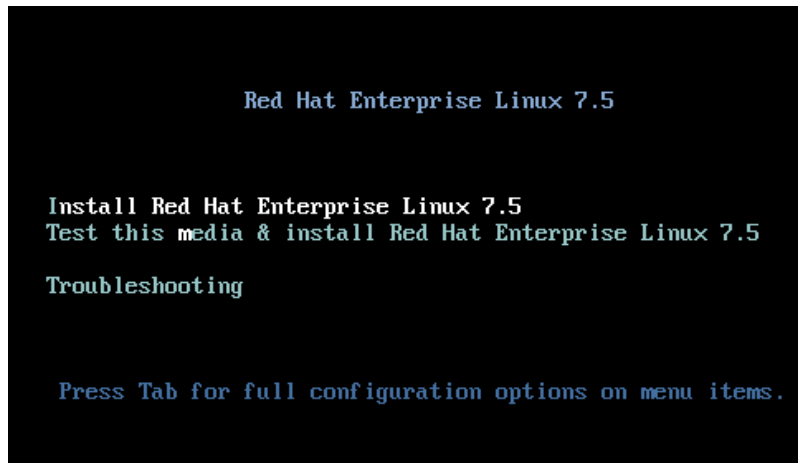 Red Hat Enterprise Linux 7.5
Install Red Hat Enterprise Linux 7.5
Test this media & install Red Hat Enterprise Linux 7.5
Troubleshooting
Press Tab for full configuration options on menu items.